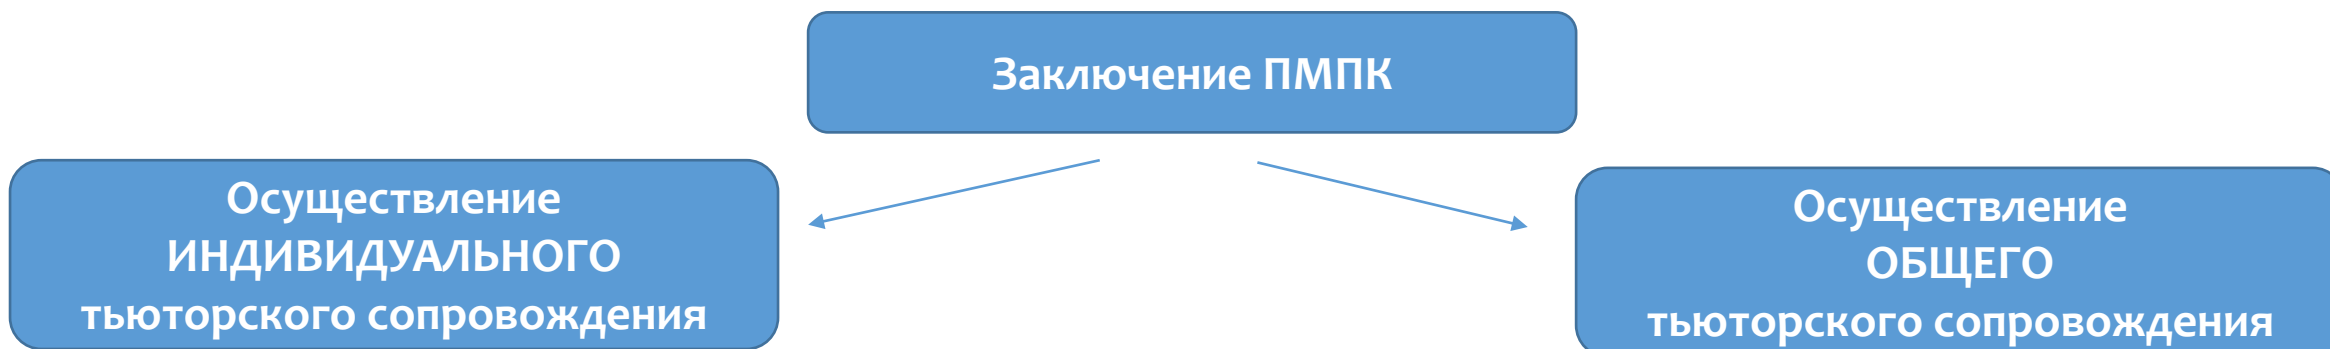 Заключение ПМПК
Осуществление
ИНДИВИДУАЛЬНОГО
тьюторского сопровождения
Осуществление
ОБЩЕГО
тьюторского сопровождения